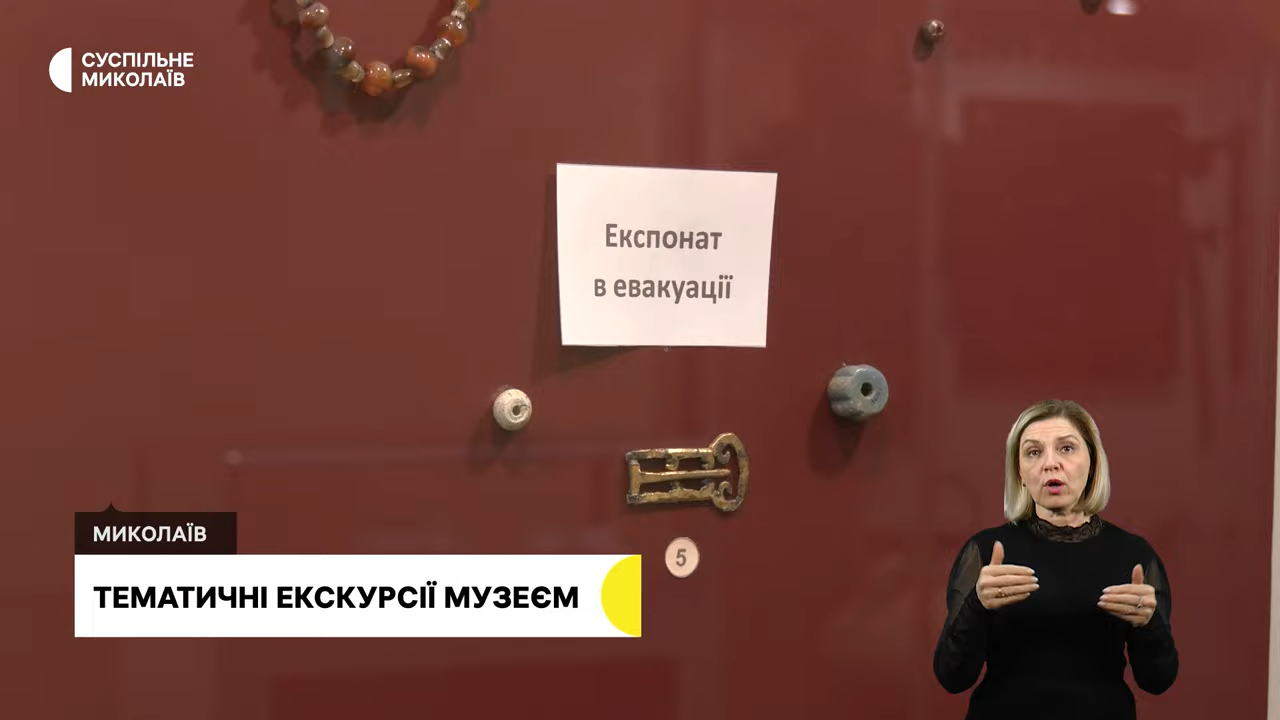 СУСПІЛЬНЕ
МИКОЛАЇВ
Експонат
в евакуації
5
МИКОЛАЇВ
ТЕМАТИЧНІ ЕКСКУРСІЇ МУЗЕЄМ